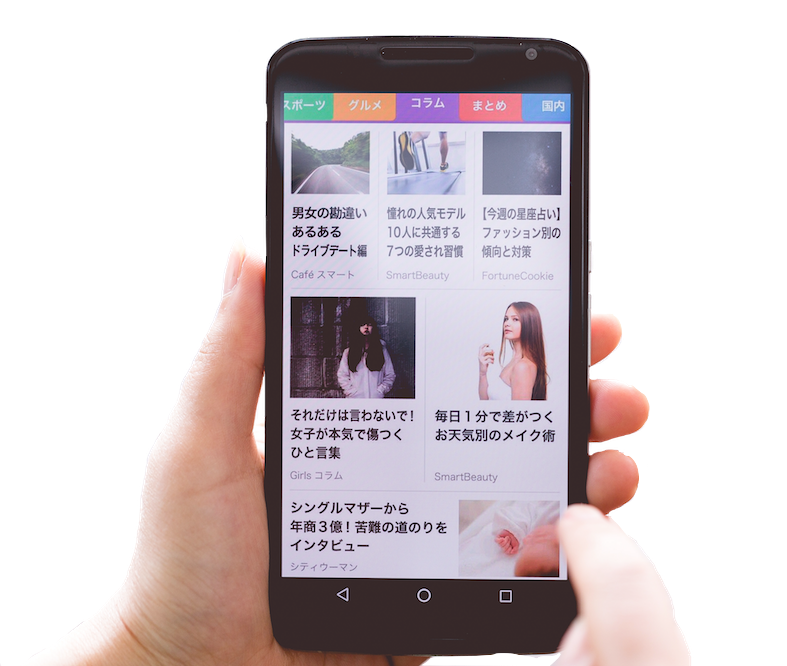 スポーツ
グルメ
コラム
まとめ
国内
男女の勘違い
あるある
ドライブデート編
Café スマート
憧れの人気モデル
10人に共通する
7つの愛され習慣
SmartBeauty
【今週の星座占い】
ファッション別の
傾向と対策
FortuneCookie
それだけは言わないで！
女子が本気で傷つく
ひと言集
Girls コラム
毎日１分で差がつく
お天気別のメイク術
SmartBeauty
シングルマザーから
年商３億！苦難の道のりを
インタビュー
シティウーマン